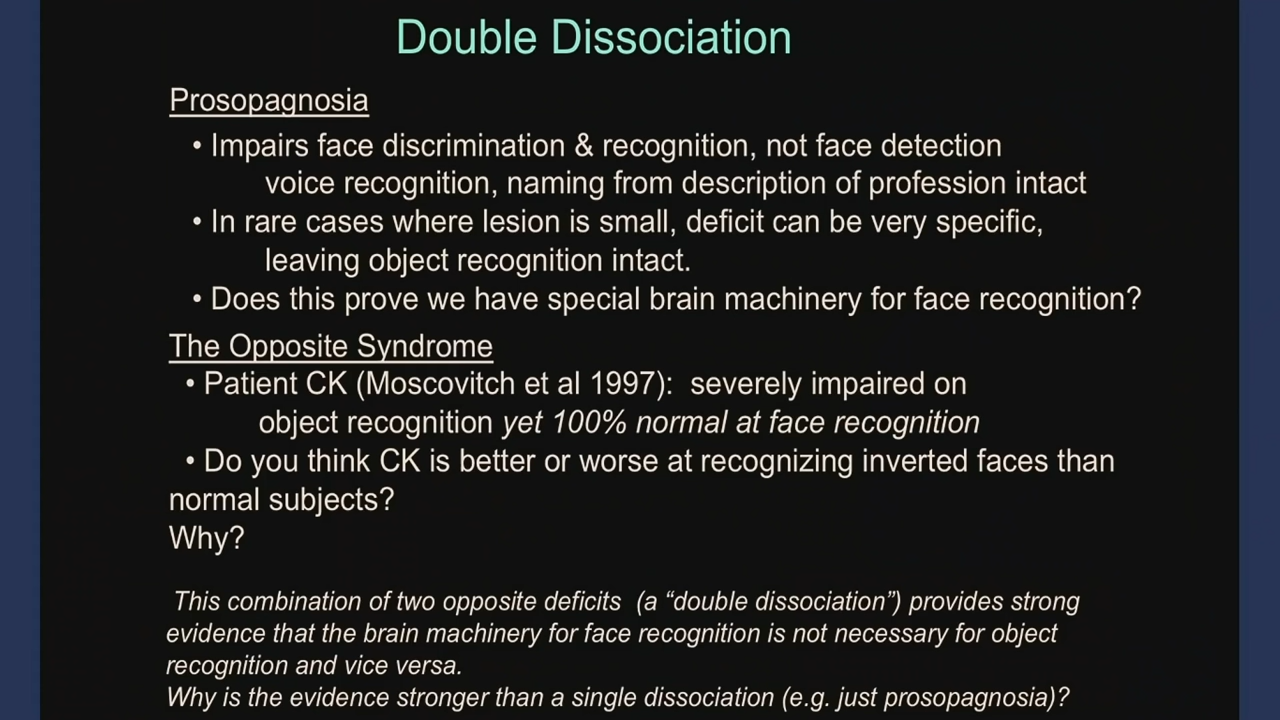 Double Dissociation
Prosopagnosia
• Impairs face discrimination & recognition, not face detection
voice recognition, naming from description of profession intact
• In rare cases where lesion is small, deficit can be very specific,
leaving object recognition intact.
• Does this prove we have special brain machinery for face recognition?
The Opposite Syndrome
• Patient CK (Moscovitch et al 1997):  severely impaired on
object recognition yet 100% normal at face recognition
• Do you think CK is better or worse at recognizing inverted faces than
normal subjects?
Why?
This combination of two opposite deficits  (a “double dissociation”) provides strong
evidence that the brain machinery for face recognition is not necessary for object
recognition and vice versa.
Why is the evidence stronger than a single dissociation (e.g. just prosopagnosia)?